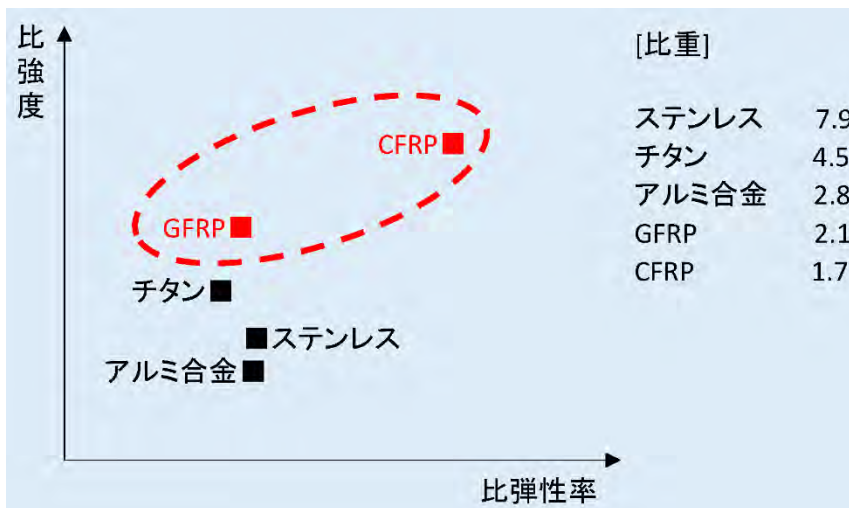 比強度
CFRP
GFRP
チタン
ステンレス
アルミ合金
比弾性率
[比重]
ステンレス 7.9
チタン 4.5
アルミ合金 2.8
GFRP 2.1
CFRP 1.7